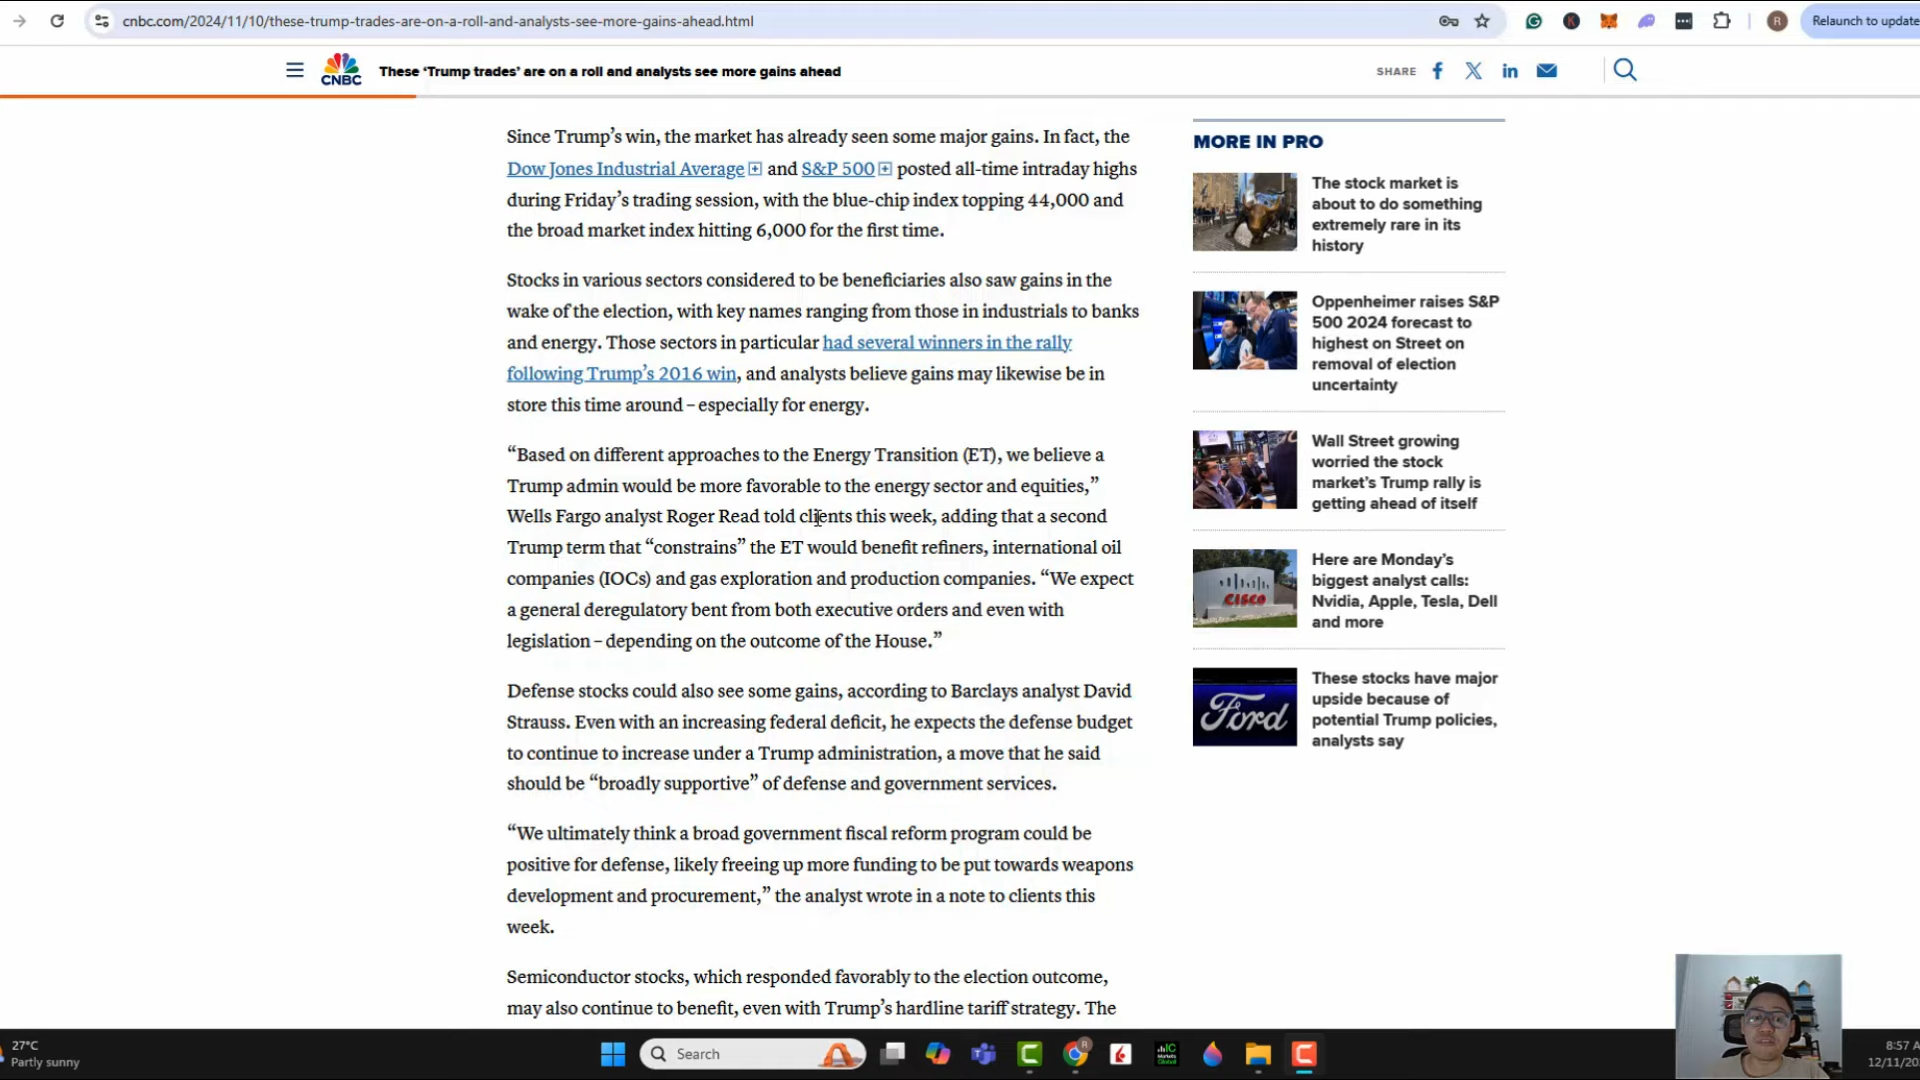 cnbc.com/2024/11/10/these-trump-trades-are-on-a-roll-and-analysts-see-more-gains-ahead.html
R
Relaunch to update
CNBC
These ‘Trump trades’ are on a roll and analysts see more gains ahead
SHARE
Since Trump’s win, the market has already seen some major gains. In fact, the
Dow Jones Industrial Average and S&P 500 posted all-time intraday highs
during Friday’s trading session, with the blue-chip index topping 44,000 and
the broad market index hitting 6,000 for the first time.
Stocks in various sectors considered to be beneficiaries also saw gains in the
wake of the election, with key names ranging from those in industrials to banks
and energy. Those sectors in particular had several winners in the rally
following Trump’s 2016 win, and analysts believe gains may likewise be in
store this time around – especially for energy.
“Based on different approaches to the Energy Transition (ET), we believe a
Trump admin would be more favorable to the energy sector and equities,”
Wells Fargo analyst Roger Read told clients this week, adding that a second
Trump term that “constrains” the ET would benefit refiners, international oil
companies (IOCs) and gas exploration and production companies. “We expect
a general deregulatory bent from both executive orders and even with
legislation – depending on the outcome of the House.”
Defense stocks could also see some gains, according to Barclays analyst David
Strauss. Even with an increasing federal deficit, he expects the defense budget
to continue to increase under a Trump administration, a move that he said
should be “broadly supportive” of defense and government services.
“We ultimately think a broad government fiscal reform program could be
positive for defense, likely freeing up more funding to be put towards weapons
development and procurement,” the analyst wrote in a note to clients this
week.
Semiconductor stocks, which responded favorably to the election outcome,
may also continue to benefit, even with Trump’s hardline tariff strategy. The
MORE IN PRO
The stock market is
about to do something
extremely rare in its
history
Oppenheimer raises S&P
500 2024 forecast to
highest on Street on
removal of election
uncertainty
Wall Street growing
worried the stock
market’s Trump rally is
getting ahead of itself
CISCO
Here are Monday’s
biggest analyst calls:
Nvidia, Apple, Tesla, Dell
and more
Ford
These stocks have major
upside because of
potential Trump policies,
analysts say
27°C
Partly sunny
Search
8:57 A
12/11/20